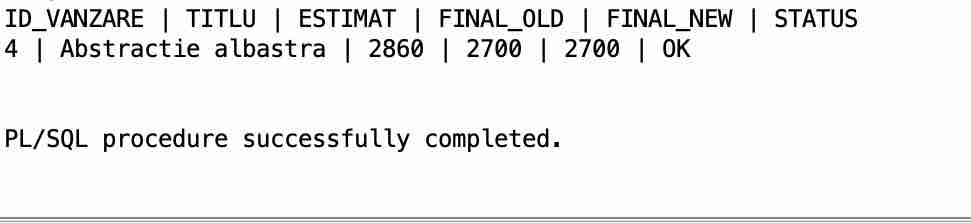 ID_VANZARE | TITLU | ESTIMAT | FINAL_OLD | FINAL_NEW | STATUS
4 | Abstractie albastra | 2860 | 2700 | 2700 | OK
PL/SQL procedure successfully completed.